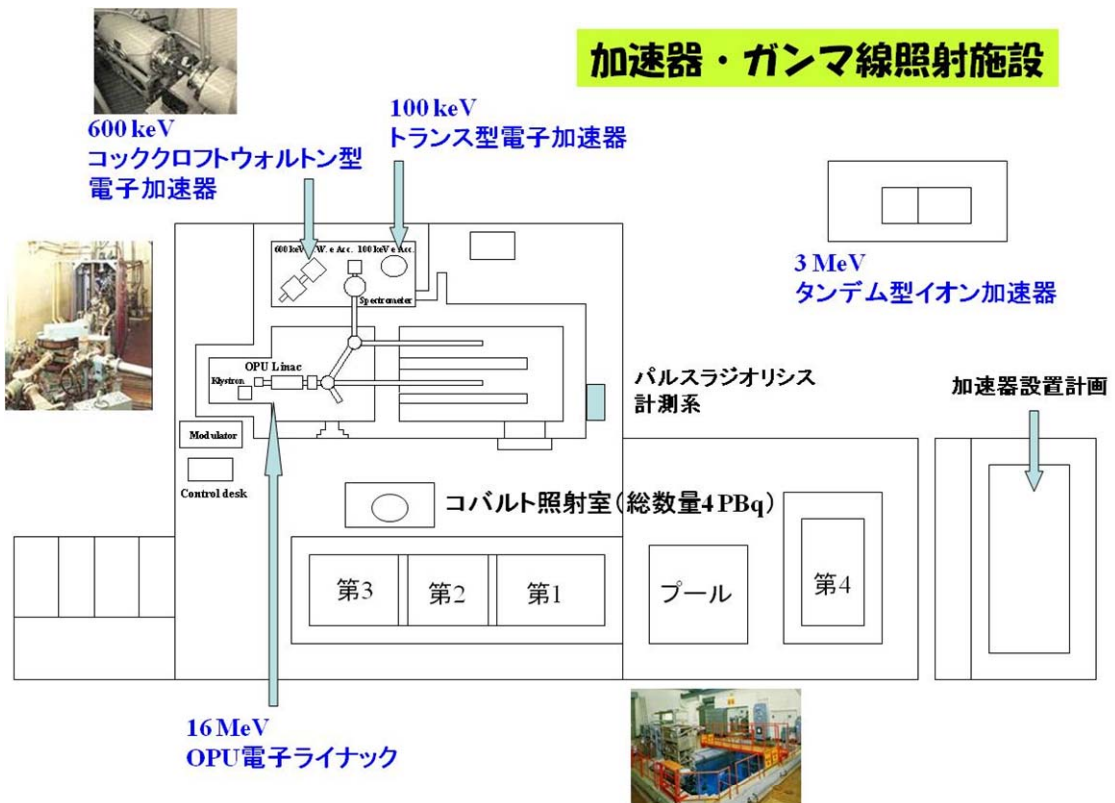 加速器・ガンマ線照射施設
600 keV
コッククロフトウォルトン型
電子加速器
100 keV
トランス型電子加速器
3 MeV
タンデム型イオン加速器
600 keV W. e Acc. 100 keV e Acc.
Spectrometer
OPU Linac
Klystron
Modulator
Control desk
パルスラジオリシス
計測系
加速器設置計画
コバルト照射室(総数量4 PBq)
第3
第2
第1
プール
第4
16 MeV
OPU電子ライナック